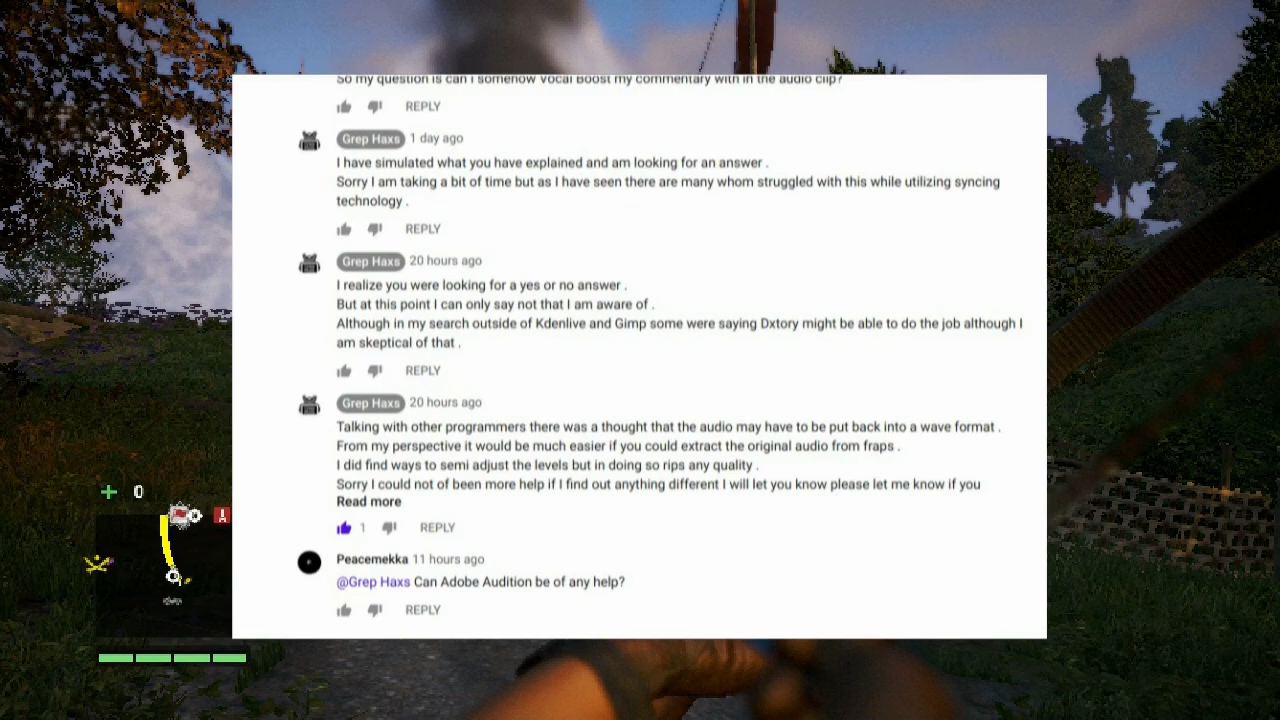 So my question is can I somehow Vocal Boost my commentary with in the audio clip?
REPLY
Grep Haxs 1 day ago
I have simulated what you have explained and am looking for an answer .
Sorry I am taking a bit of time but as I have seen there are many whom struggled with this while utilizing syncing
technology .
REPLY
Grep Haxs 20 hours ago
I realize you were looking for a yes or no answer .
But at this point I can only say not that I am aware of .
Although in my search outside of Kdenlive and Gimp some were saying Dxtory might be able to do the job although I
am skeptical of that .
REPLY
Grep Haxs 20 hours ago
Talking with other programmers there was a thought that the audio may have to be put back into a wave format .
From my perspective it would be much easier if you could extract the original audio from fraps .
I did find ways to semi adjust the levels but in doing so rips any quality .
Sorry I could not of been more help if I find out anything different I will let you know please let me know if you
Read more
1 REPLY
Peacemekka 11 hours ago
@Grep Haxs Can Adobe Audition be of any help?
REPLY
0